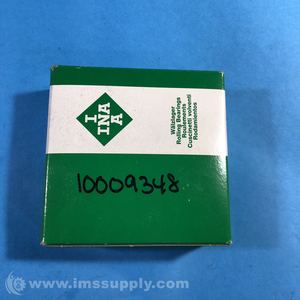 INA
Wälzlager
Rolling Bearings
Roulements
Cuscinetti volventi
Rodamientos
10009348
© www.imssupply.com